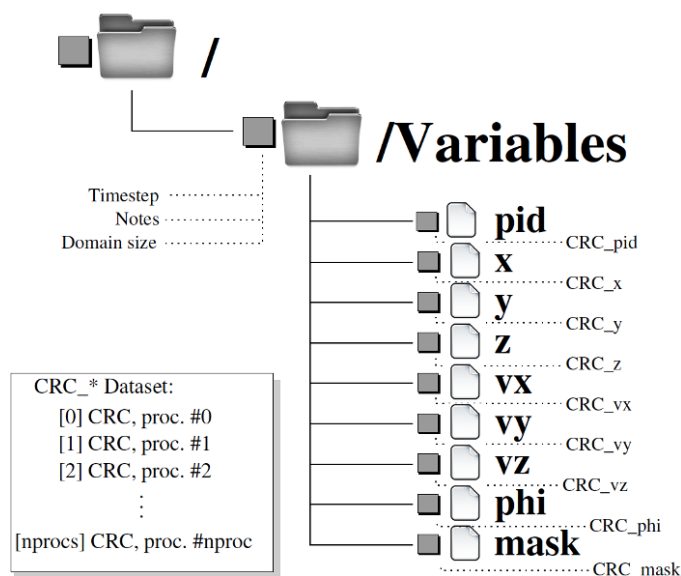 /
/Variables
Timestep
Notes
Domain size
pid
CRC_pid
x
CRC_x
y
CRC_y
z
CRC_z
vx
CRC_vx
vy
CRC_vy
vz
CRC_vz
phi
CRC_phi
mask
CRC_mask
CRC_* Dataset:
[0] CRC, proc. #0
[1] CRC, proc. #1
[2] CRC, proc. #2
⋮
[nprocs] CRC, proc. #nproc